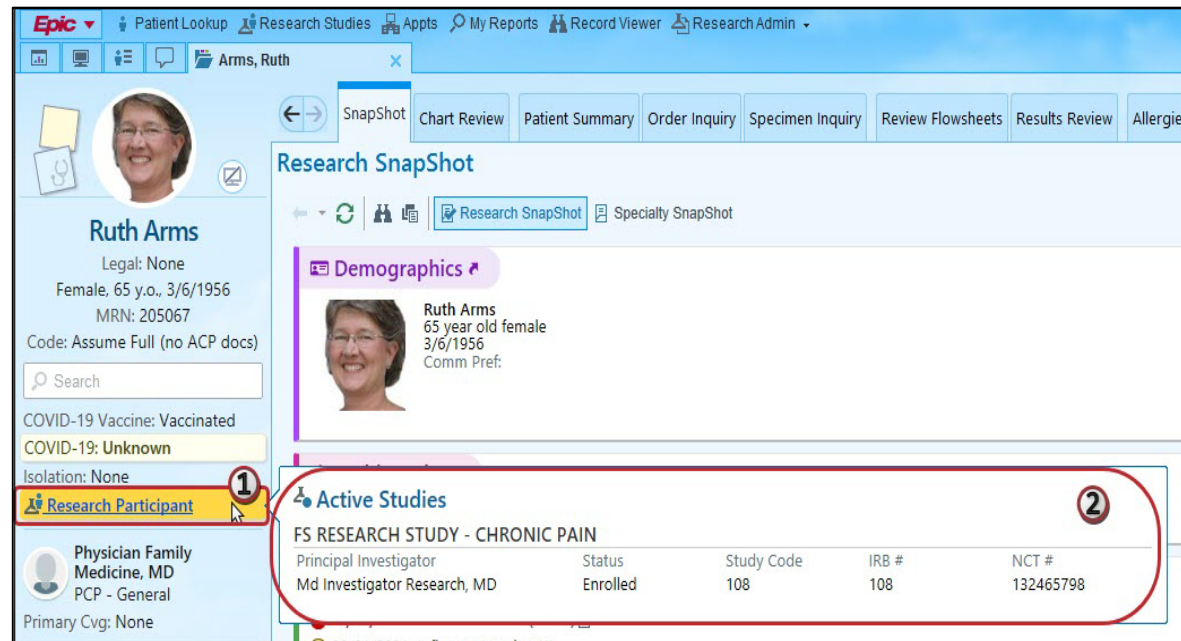 Epic Patient Lookup Research Studies Appts My Reports Record Viewer Research Admin
Arms, Ruth
SnapShot Chart Review Patient Summary Order Inquiry Specimen Inquiry Review Flowsheets Results Review Allergie
Research SnapShot
Research SnapShot Specialty SnapShot
Ruth Arms
Legal: None
Female, 65 y.o., 3/6/1956
MRN: 205067
Code: Assume Full (no ACP docs)
Search
COVID-19 Vaccine: Vaccinated
COVID-19: Unknown
Isolation: None
Research Participant
1
Physician Family
Medicine, MD
PCP - General
Primary Cvg: None
Demographics
Ruth Arms
65 year old female
3/6/1956
Comm Pref:
Active Studies
2
FS RESEARCH STUDY - CHRONIC PAIN
Principal Investigator Status Study Code IRB # NCT #
Md Investigator Research, MD Enrolled 108 108 132465798